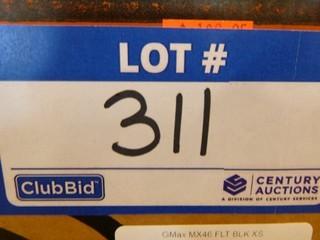 LOT #
311
ClubBid
CENTURY
AUCTIONS
A DIVISION OF CENTURY SERVICES
GMax MX46 FLT BLK XS